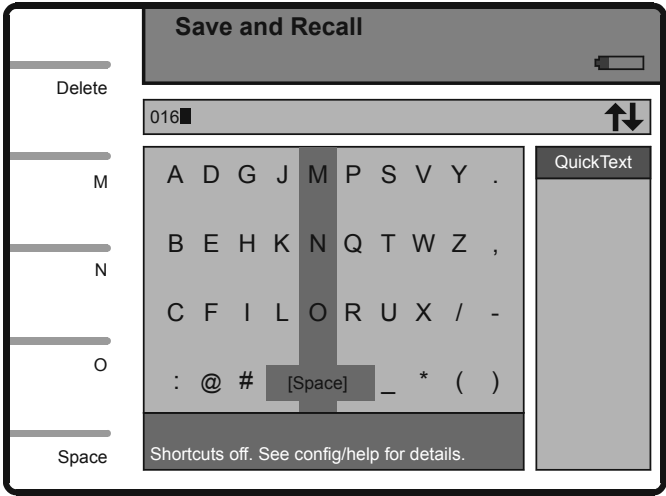 Save and Recall
Delete
016
M
A D G J M P S V Y .
QuickText
N
B E H K N Q T W Z ,
O
C F I L O R U X / -
: @ # [Space] _ * ( )
Space
Shortcuts off. See config/help for details.